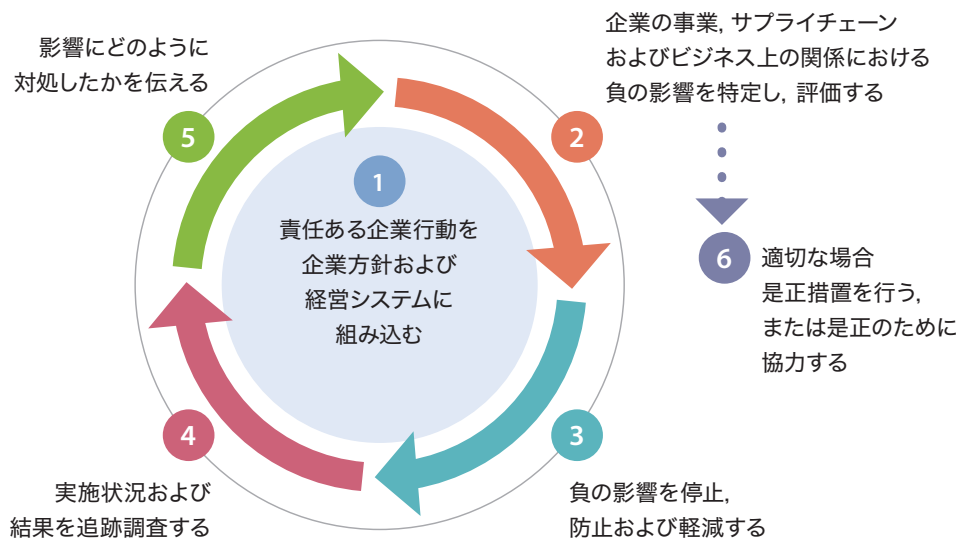 1
責任ある企業行動を
企業方針および
経営システムに
組み込む
2
企業の事業, サプライチェーン
およびビジネス上の関係における
負の影響を特定し, 評価する
3
負の影響を停止,
防止および軽減する
4
実施状況および
結果を追跡調査する
5
影響にどのように
対処したかを伝える
6
適切な場合
是正措置を行う,
または是正のために
協力する